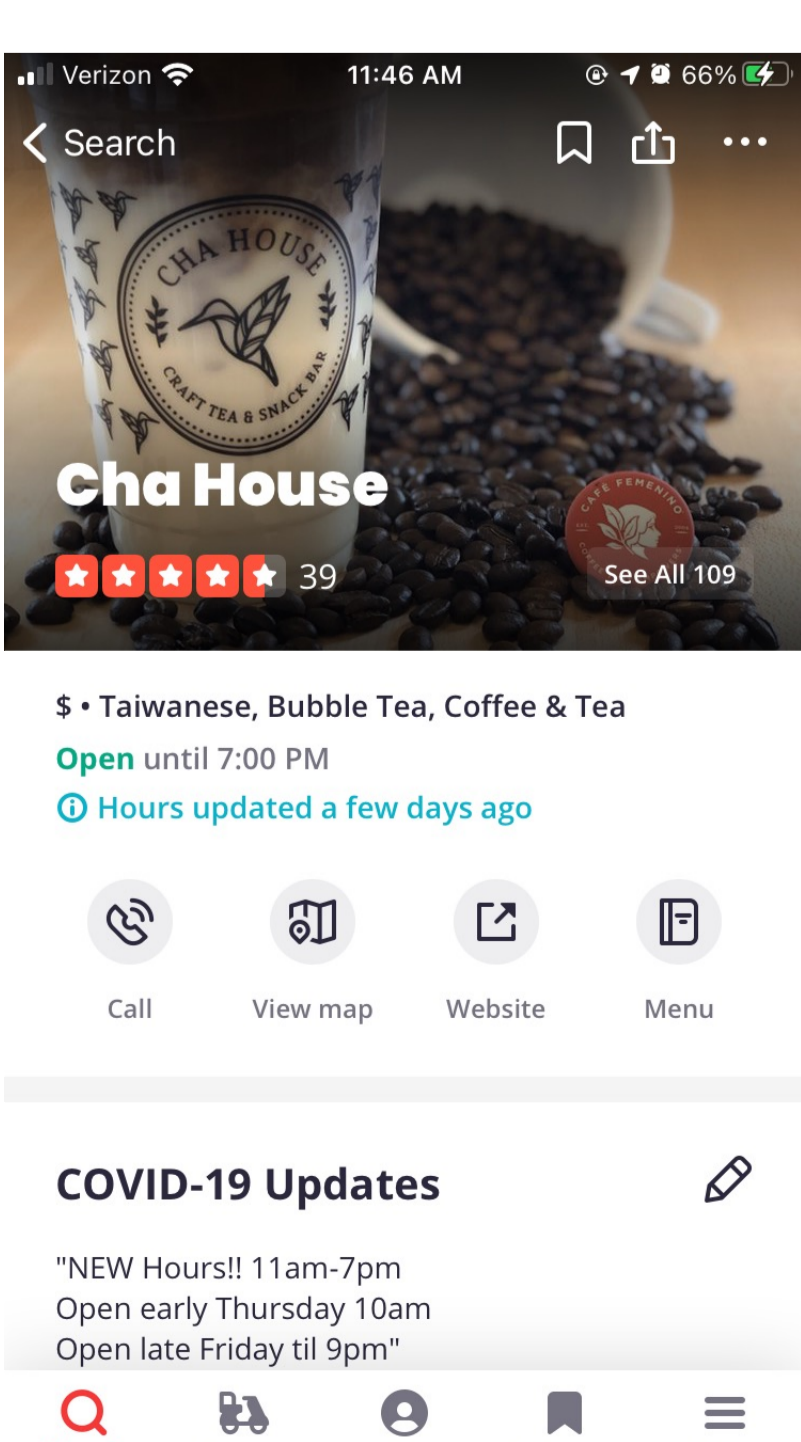 Verizon 11:46 AM 66%
Search
CHA HOUSE
CRAFT TEA & SNACK BAR
Cha House
CAFÉ FEMENINO
39
See All 109
$ • Taiwanese, Bubble Tea, Coffee & Tea
Open until 7:00 PM
Hours updated a few days ago
Call View map Website Menu
COVID-19 Updates
"NEW Hours!! 11am-7pm
Open early Thursday 10am
Open late Friday til 9pm"